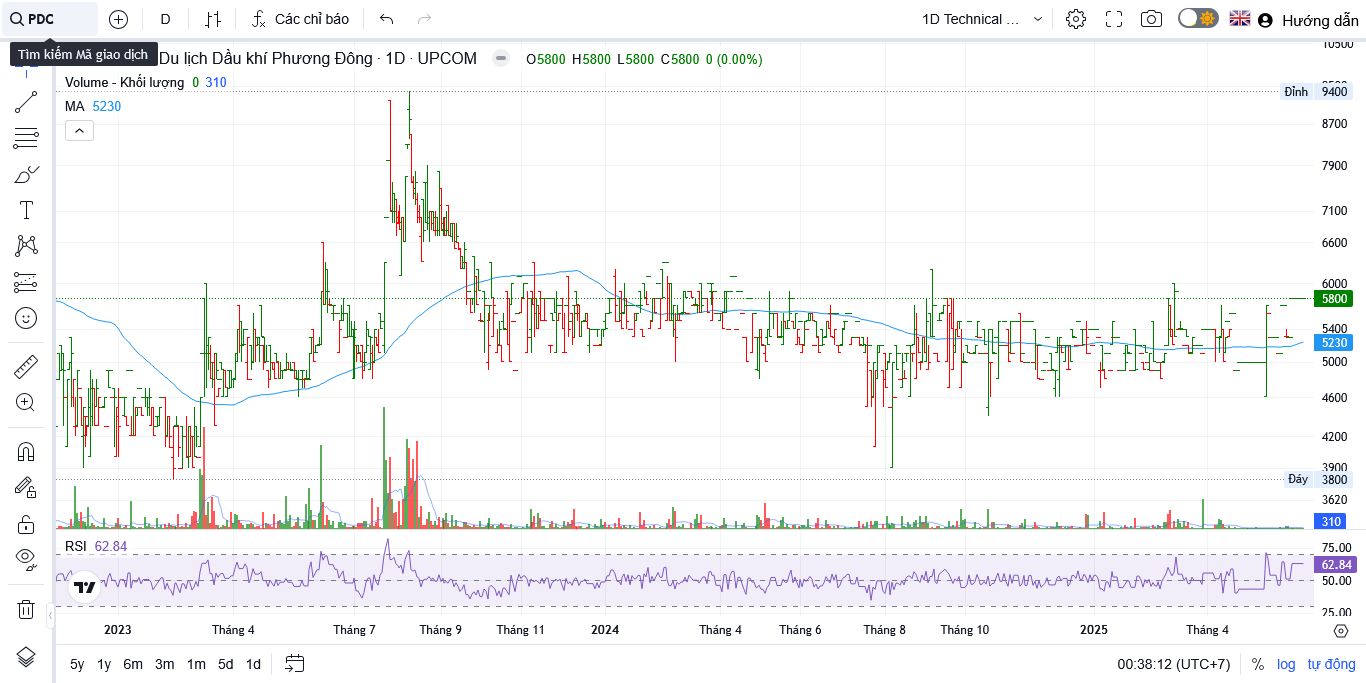 PDC
D
Các chỉ báo
1D Technical ...
Hướng dẫn
Tìm kiếm Mã giao dịch
Du lịch Dầu khí Phương Đông · 1D · UPCOM
O5800 H5800 L5800 C5800 0 (0.00%)
Volume - Khối lượng 0 310
MA 5230
10500
Đỉnh 9400
8700
7900
7100
6600
6000
5800
5400
5230
5000
4600
4200
3900
Đáy 3800
3620
310
RSI 62.84
75.00
62.84
50.00
25.00
2023 Tháng 4 Tháng 7 Tháng 9 Tháng 11 2024 Tháng 4 Tháng 6 Tháng 8 Tháng 10 2025 Tháng 4
5y 1y 6m 3m 1m 5d 1d
00:38:12 (UTC+7) % log tự động